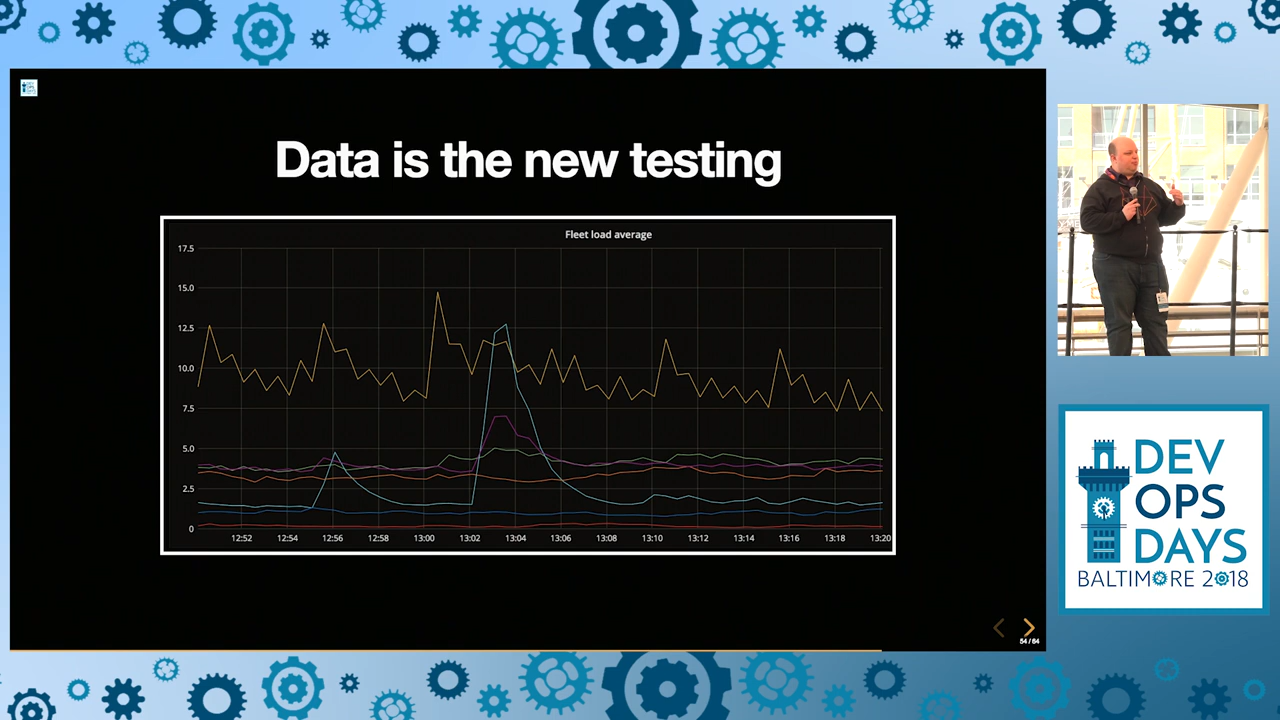 DEV
OPS
DAYS
Data is the new testing
Fleet load average
17.5
15.0
12.5
10.0
7.5
5.0
2.5
0
12:52 12:54 12:56 12:58 13:00 13:02 13:04 13:06 13:08 13:10 13:12 13:14 13:16 13:18 13:20
54 / 64
DEV
OPS
DAYS
BALTIMORE 2018